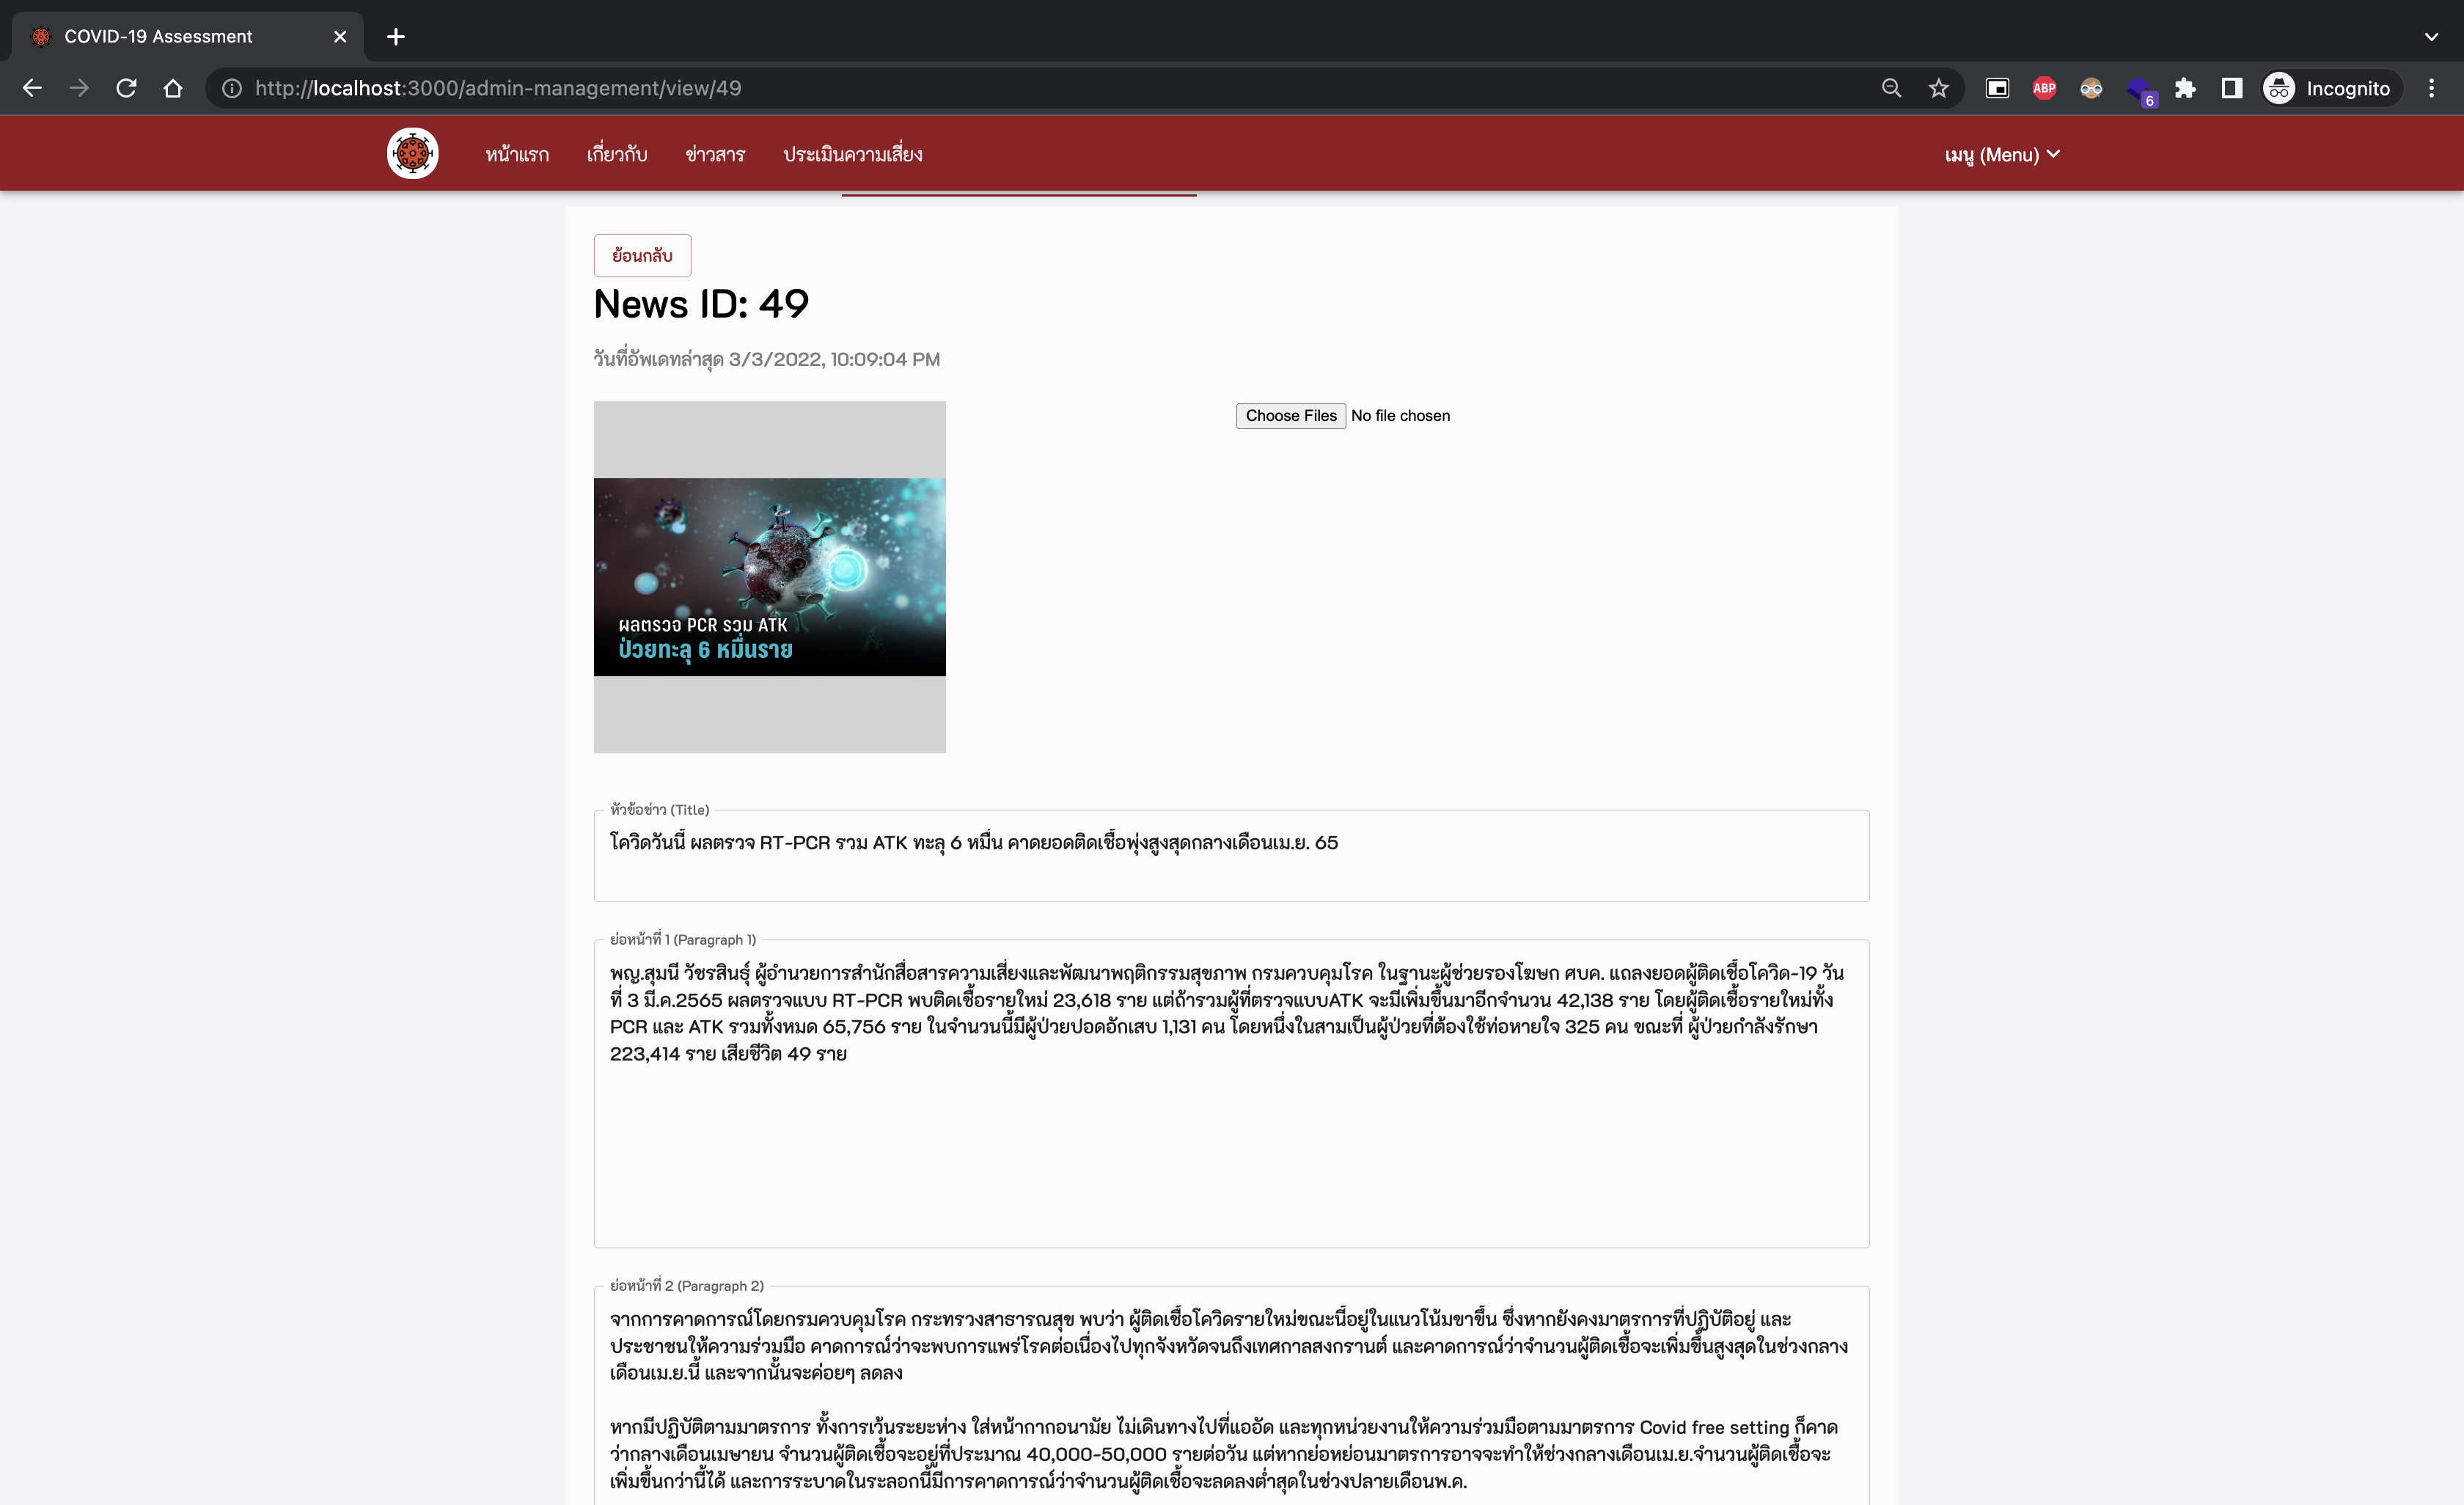 COVID-19 Assessment
http://localhost:3000/admin-management/view/49
ABP
6
Incognito
หน้าแรก
เกี่ยวกับ
ข่าวสาร
ประเมินความเสี่ยง
เมนู (Menu)
ย้อนกลับ
News ID: 49
วันที่อัพเดทล่าสุด 3/3/2022, 10:09:04 PM
Choose Files No file chosen
ผลตรวจ PCR รวม ATK
ป่วยทะลุ 6 หมื่นราย
หัวข้อข่าว (Title)
โควิดวันนี้ ผลตรวจ RT-PCR รวม ATK ทะลุ 6 หมื่น คาดยอดติดเชื้อพุ่งสูงสุดกลางเดือนเม.ย. 65
ย่อหน้าที่ 1 (Paragraph 1)
พญ.สุมนี วัชรสินธุ์ ผู้อำนวยการสำนักสื่อสารความเสี่ยงและพัฒนาพฤติกรรมสุขภาพ กรมควบคุมโรค ในฐานะผู้ช่วยรองโฆษก ศบค. แถลงยอดผู้ติดเชื้อโควิด-19 วัน
ที่ 3 มี.ค.2565 ผลตรวจแบบ RT-PCR พบติดเชื้อรายใหม่ 23,618 ราย แต่ถ้ารวมผู้ที่ตรวจแบบATK จะมีเพิ่มขึ้นมาอีกจำนวน 42,138 ราย โดยผู้ติดเชื้อรายใหม่ทั้ง
PCR และ ATK รวมทั้งหมด 65,756 ราย ในจำนวนนี้มีผู้ป่วยปอดอักเสบ 1,131 คน โดยหนึ่งในสามเป็นผู้ป่วยที่ต้องใช้ท่อหายใจ 325 คน ขณะที่ ผู้ป่วยกำลังรักษา
223,414 ราย เสียชีวิต 49 ราย
ย่อหน้าที่ 2 (Paragraph 2)
จากการคาดการณ์โดยกรมควบคุมโรค กระทรวงสาธารณสุข พบว่า ผู้ติดเชื้อโควิดรายใหม่ขณะนี้อยู่ในแนวโน้มขาขึ้น ซึ่งหากยังคงมาตรการที่ปฏิบัติอยู่ และ
ประชาชนให้ความร่วมมือ คาดการณ์ว่าจะพบการแพร่โรคต่อเนื่องไปทุกจังหวัดจนถึงเทศกาลสงกรานต์ และคาดการณ์ว่าจำนวนผู้ติดเชื้อจะเพิ่มขึ้นสูงสุดในช่วงกลาง
เดือนเม.ย.นี้ และจากนั้นจะค่อยๆ ลดลง
หากมีปฏิบัติตามมาตรการ ทั้งการเว้นระยะห่าง ใส่หน้ากากอนามัย ไม่เดินทางไปที่แออัด และทุกหน่วยงานให้ความร่วมมือตามมาตรการ Covid free setting ก็คาด
ว่ากลางเดือนเมษายน จำนวนผู้ติดเชื้อจะอยู่ที่ประมาณ 40,000-50,000 รายต่อวัน แต่หากย่อหย่อนมาตรการอาจจะทำให้ช่วงกลางเดือนเม.ย.จำนวนผู้ติดเชื้อจะ
เพิ่มขึ้นกว่านี้ได้ และการระบาดในระลอกนี้มีการคาดการณ์ว่าจำนวนผู้ติดเชื้อจะลดลงต่ำสุดในช่วงปลายเดือนพ.ค.